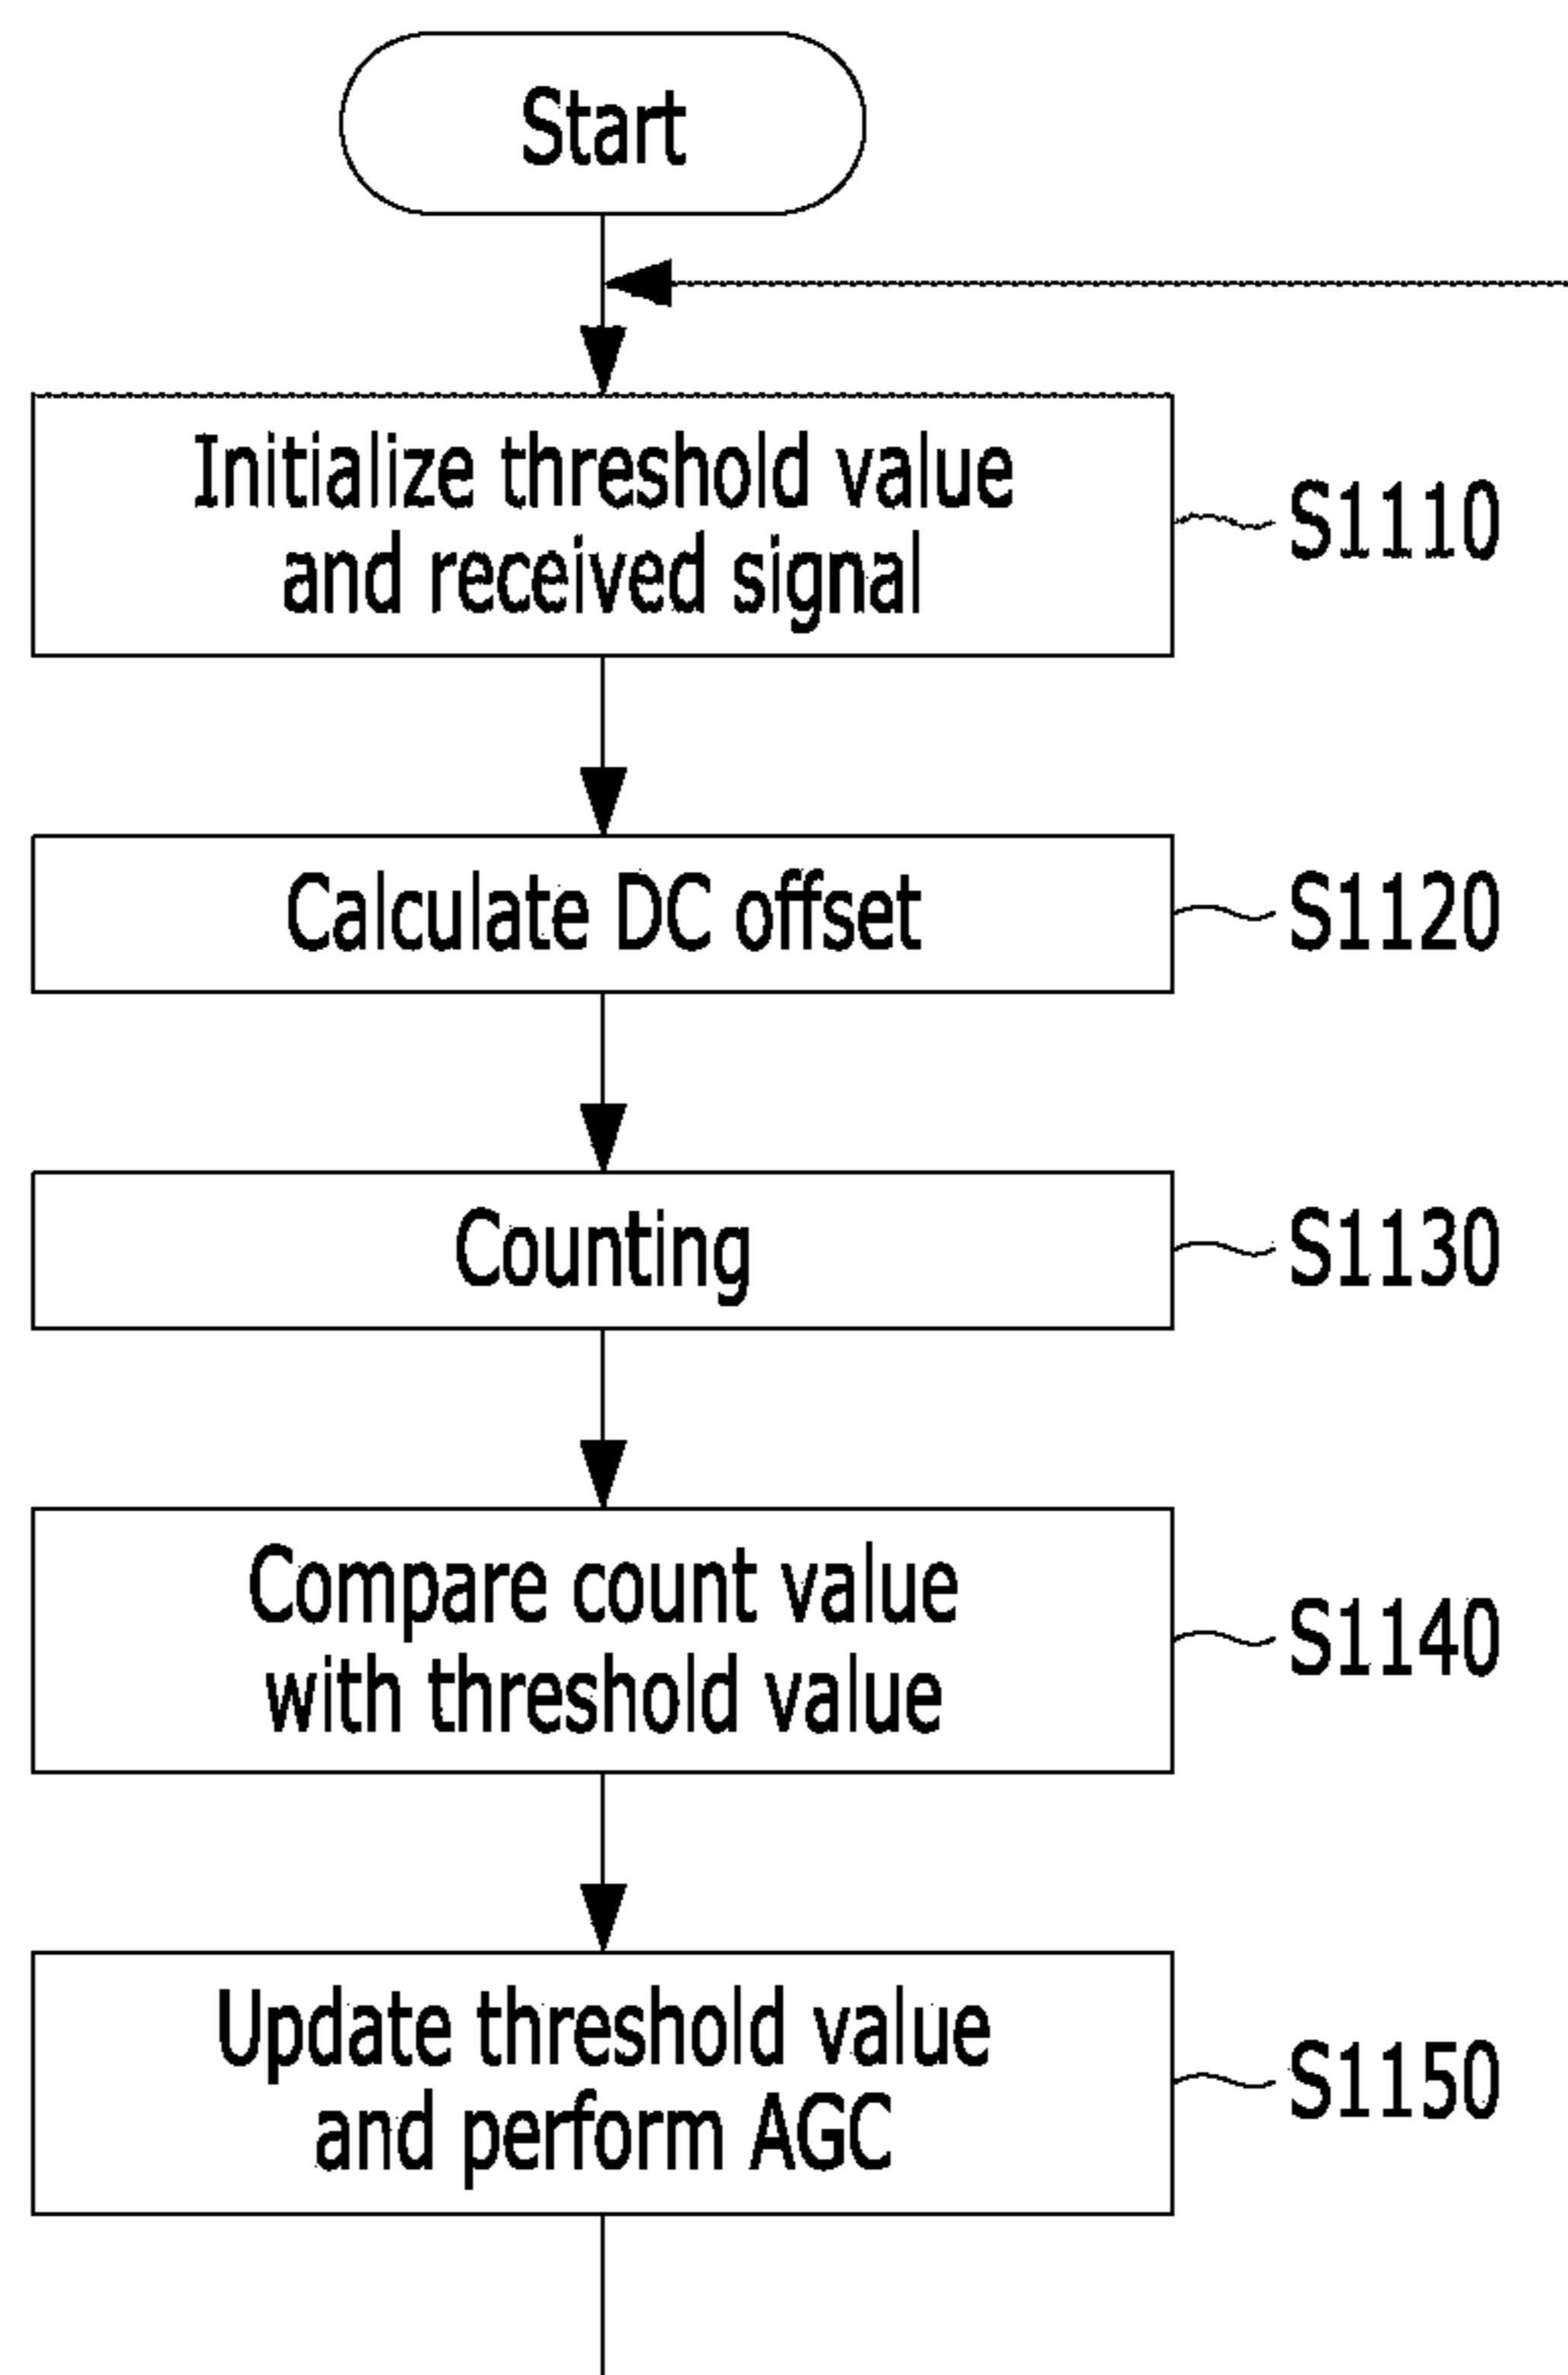 Start
Initialize threshold value
and received signal
S1110
Calculate DC offset
S1120
Counting
S1130
Compare count value
with threshold value
S1140
Update threshold value
and perform AGC
S1150